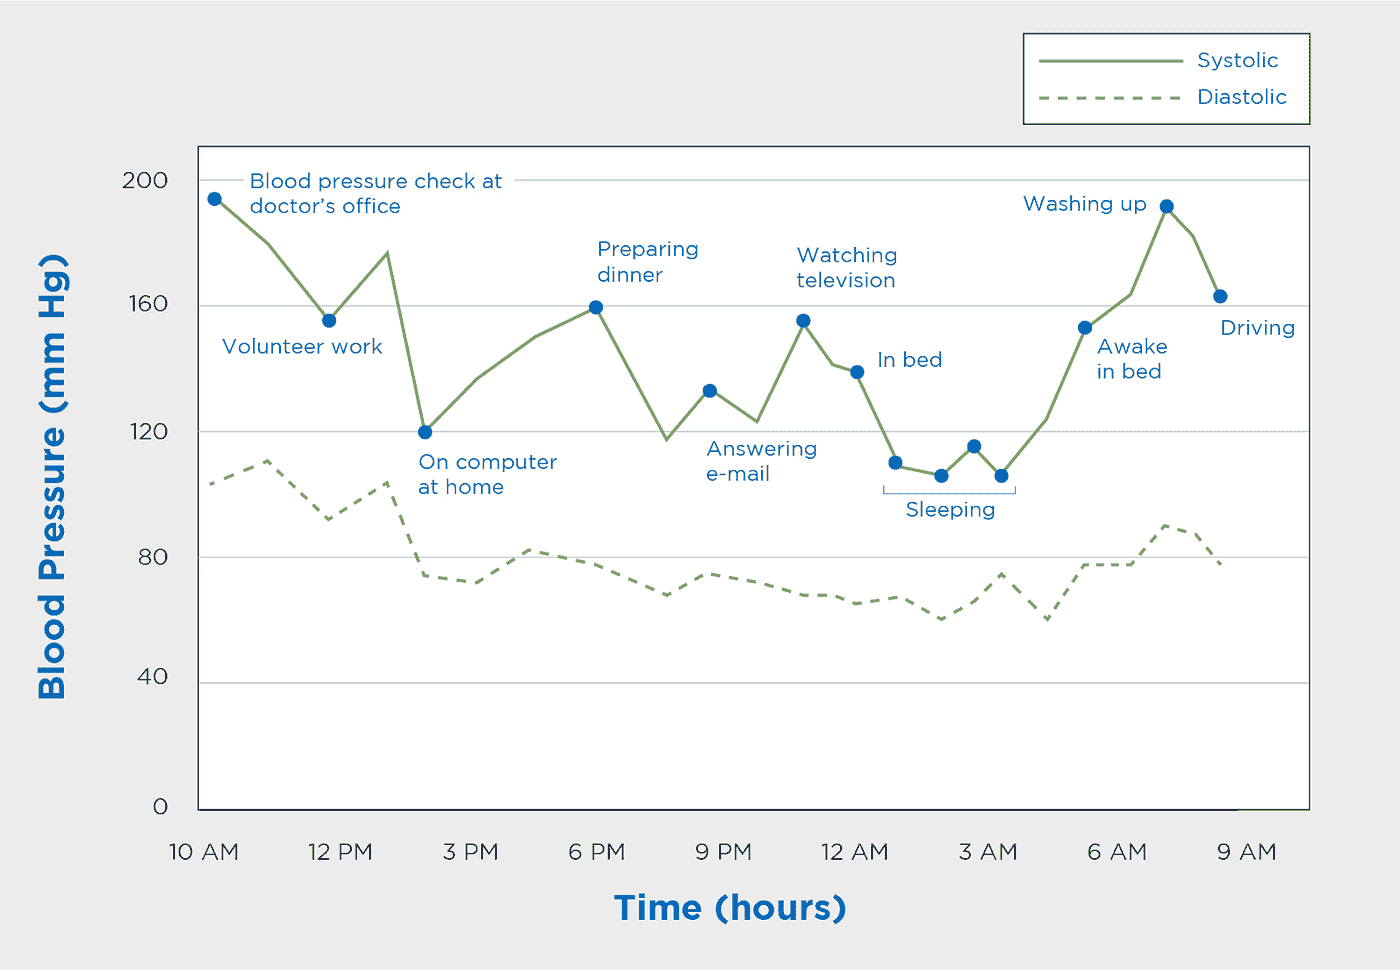 Systolic
Diastolic
Blood Pressure (mm Hg)
200
160
120
80
40
0
Blood pressure check at
doctor’s office
Volunteer work
On computer
at home
Preparing
dinner
Answering
e-mail
Watching
television
In bed
Sleeping
Awake
in bed
Washing up
Driving
10 AM
12 PM
3 PM
6 PM
9 PM
12 AM
3 AM
6 AM
9 AM
Time (hours)